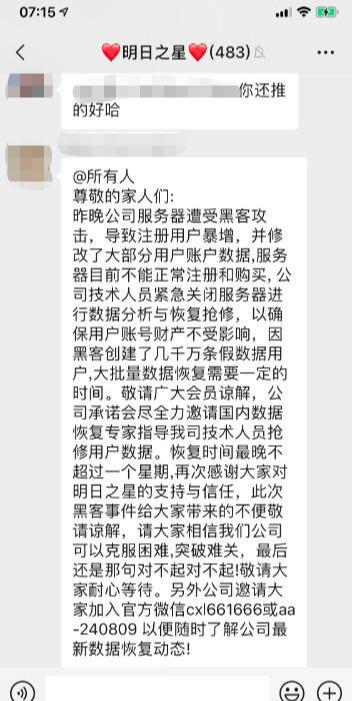 07:15
❤️明日之星❤️(483)
你还推
的好哈
@所有人
尊敬的家人们:
昨晚公司服务器遭受黑客攻
击，导致注册用户暴增，并修
改了大部分用户账户数据,服务
器目前不能正常注册和购买, 公
司技术人员紧急关闭服务器进
行数据分析与恢复抢修，以确
保用户账号财产不受影响，因
黑客创建了几千万条假数据用
户,大批量数据恢复需要一定的
时间。敬请广大会员谅解，公
司承诺会尽全力邀请国内数据
恢复专家指导我司技术人员抢
修用户数据。恢复时间最晚不
超过一个星期,再次感谢大家对
明日之星的支持与信任，此次
黑客事件给大家带来的不便敬
请谅解，请大家相信我们公司
可以克服困难,突破难关，最后
还是那句对不起对不起!敬请大
家耐心等待。另外公司邀请大
家加入官方微信cxl661666或aa
-240809 以便随时了解公司最
新数据恢复动态!